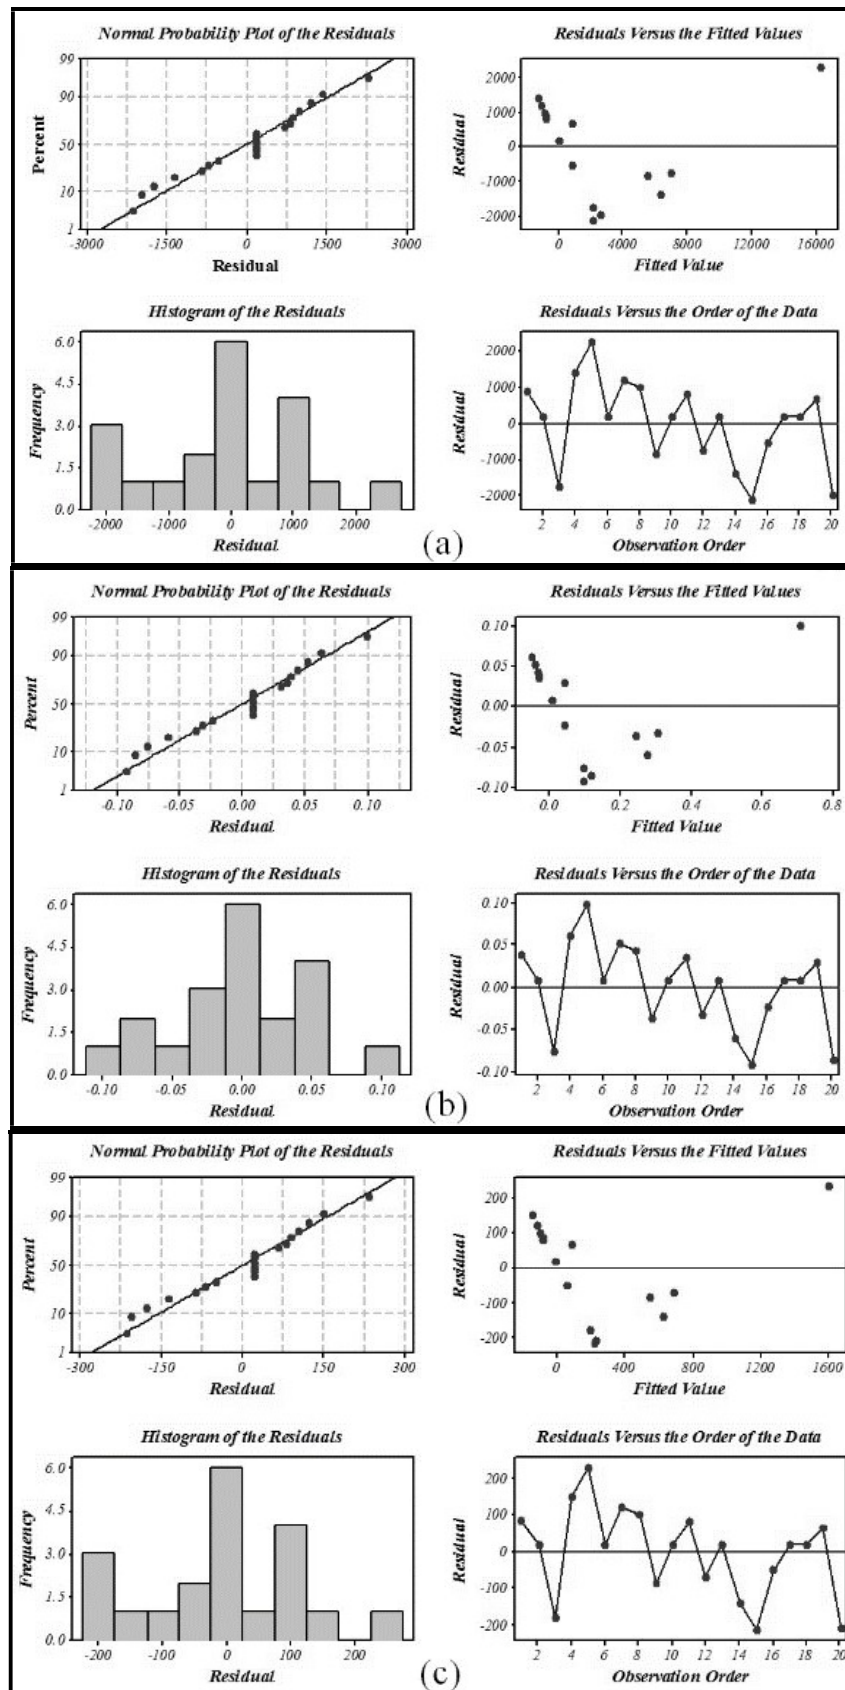 Normal Probability Plot of the Residuals
Residuals Versus the Fitted Values
99
90
50
10
1
Percent
-3000 -1500 0 1500 3000
Residual
2000
1000
0
-1000
-2000
Residual
0 4000 8000 12000 16000
Fitted Value
Histogram of the Residuals
Residuals Versus the Order of the Data
6.0
4.5
3.0
1.5
0.0
Frequency
-2000 -1000 0 1000 2000
Residual
2000
1000
0
-1000
-2000
Residual
2 4 6 8 10 12 14 16 18 20
Observation Order
(a)
Normal Probability Plot of the Residuals
Residuals Versus the Fitted Values
99
90
50
10
1
Percent
-0.10 -0.05 0.00 0.05 0.10
Residual
0.10
0.05
0.00
-0.05
-0.10
Residual
0.0 0.2 0.4 0.6 0.8
Fitted Value
Histogram of the Residuals
Residuals Versus the Order of the Data
6.0
4.5
3.0
1.5
0.0
Frequency
-0.10 -0.05 0.00 0.05 0.10
Residual
0.10
0.05
0.00
-0.05
-0.10
Residual
2 4 6 8 10 12 14 16 18 20
Observation Order
(b)
Normal Probability Plot of the Residuals
Residuals Versus the Fitted Values
99
90
50
10
1
Percent
-300 -150 0 150 300
Residual
200
100
0
-100
-200
Residual
0 400 800 1200 1600
Fitted Value
Histogram of the Residuals
Residuals Versus the Order of the Data
6.0
4.5
3.0
1.5
0.0
Frequency
-200 -100 0 100 200
Residual
200
100
0
-100
-200
Residual
2 4 6 8 10 12 14 16 18 20
Observation Order
(c)